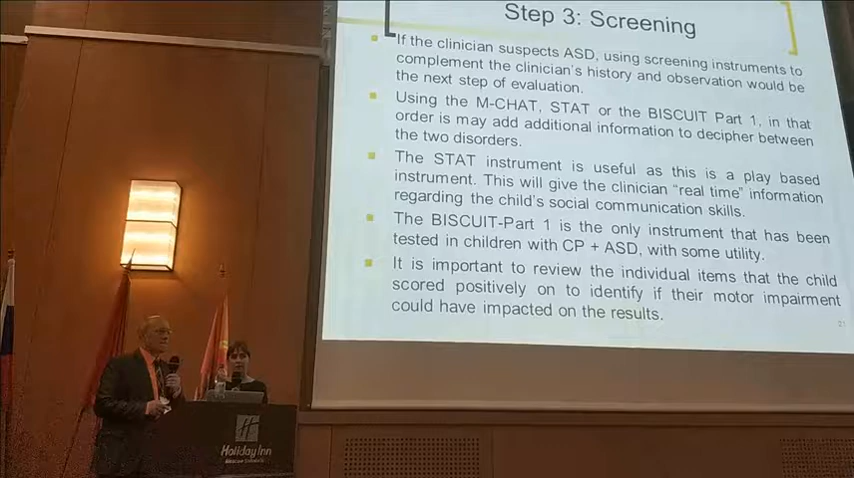 Step 3: Screening
If the clinician suspects ASD, using screening instruments to
complement the clinician's history and observation would be
the next step of evaluation.
Using the M-CHAT, STAT or the BISCUIT Part 1, in that
order is may add additional information to decipher between
the two disorders.
The STAT instrument is useful as this is a play based
instrument. This will give the clinician "real time" information
regarding the child's social communication skills.
The BISCUIT-Part 1 is the only instrument that has been
tested in children with CP + ASD, with some utility.
It is important to review the individual items that the child
scored positively on to identify if their motor impairment
could have impacted on the results.
21
Holiday Inn